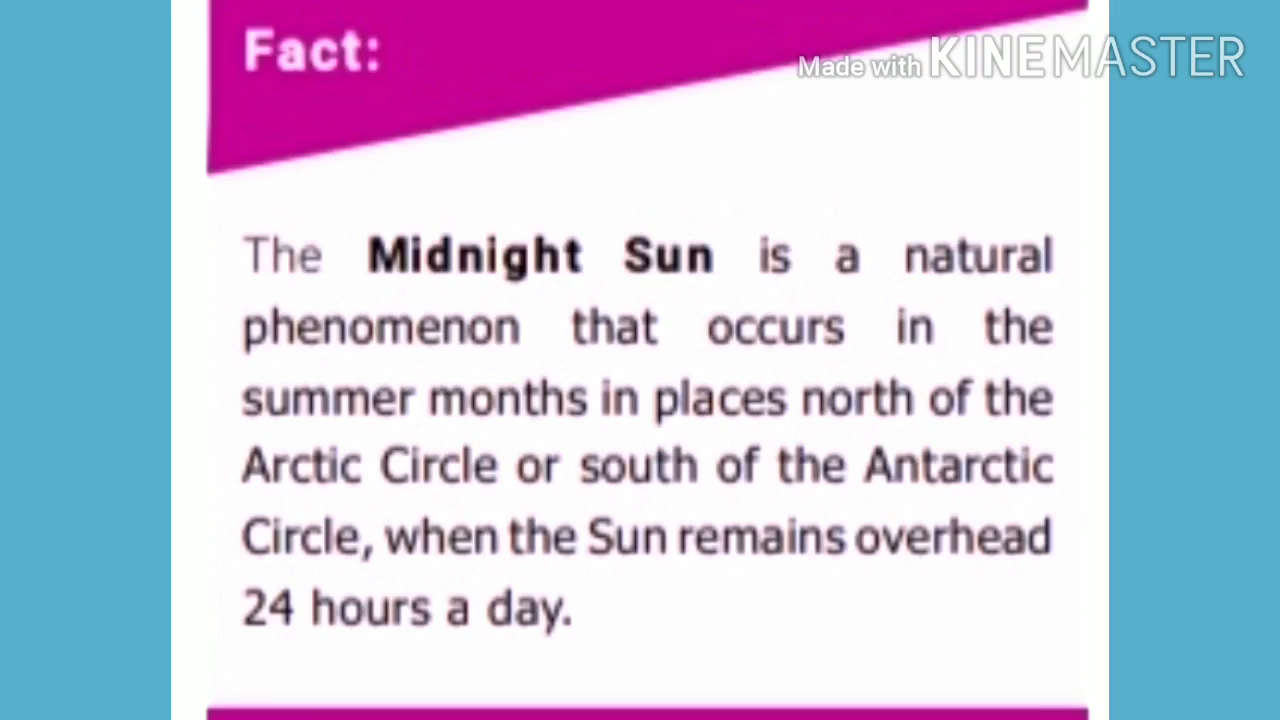 Fact:
Made with KINEMASTER
The Midnight Sun is a natural
phenomenon that occurs in the
summer months in places north of the
Arctic Circle or south of the Antarctic
Circle, when the Sun remains overhead
24 hours a day.